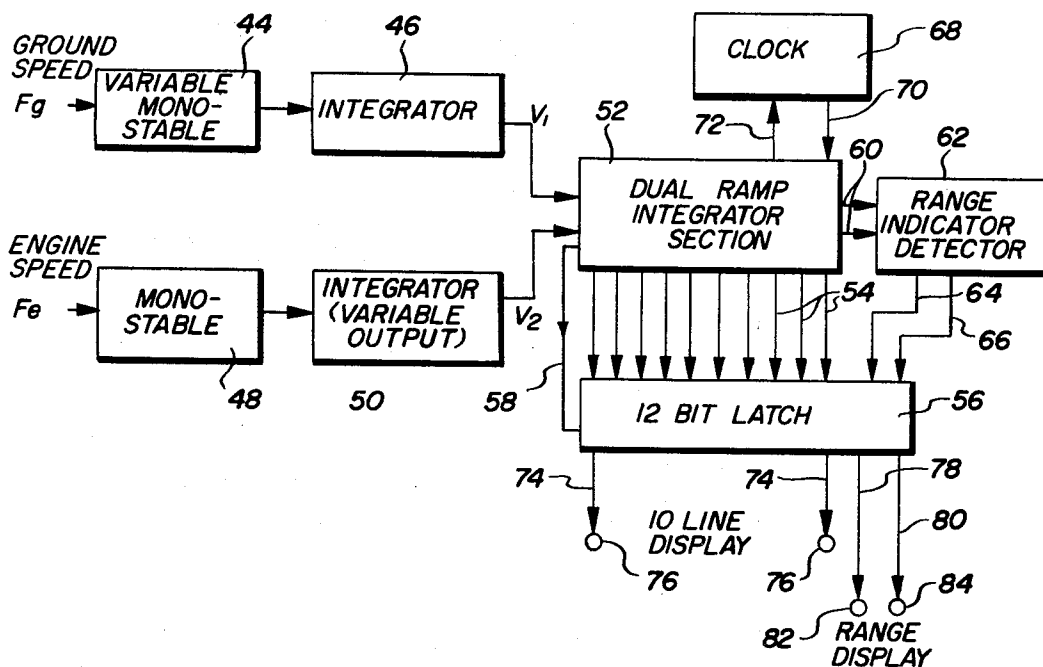 GROUND
SPEED
Fg
44
VARIABLE
MONO-
STABLE
46
INTEGRATOR
V1
CLOCK
68
70
72
52
DUAL RAMP
INTEGRATOR
SECTION
60
62
RANGE
INDICATOR
DETECTOR
ENGINE
SPEED
Fe
MONO-
STABLE
48
INTEGRATOR
(VARIABLE
OUTPUT)
50
V2
58
54
64
66
12 BIT LATCH
56
74
74
78
80
10 LINE
DISPLAY
76
76
82
84
RANGE
DISPLAY